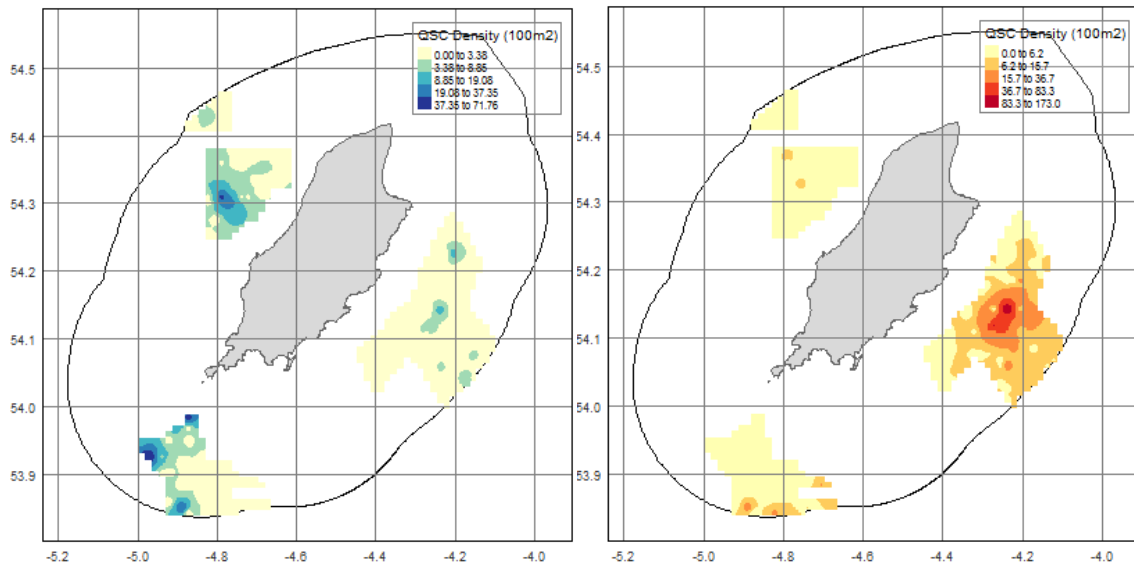 QSC Density (100m2)
0.00 to 3.38
3.38 to 8.85
8.85 to 19.08
19.08 to 37.35
37.35 to 71.76
54.5
54.4
54.3
54.2
54.1
54.0
53.9
-5.2 -5.0 -4.8 -4.6 -4.4 -4.2 -4.0
QSC Density (100m2)
0.0 to 6.2
6.2 to 15.7
15.7 to 36.7
36.7 to 83.3
83.3 to 173.0
54.5
54.4
54.3
54.2
54.1
54.0
53.9
-5.2 -5.0 -4.8 -4.6 -4.4 -4.2 -4.0